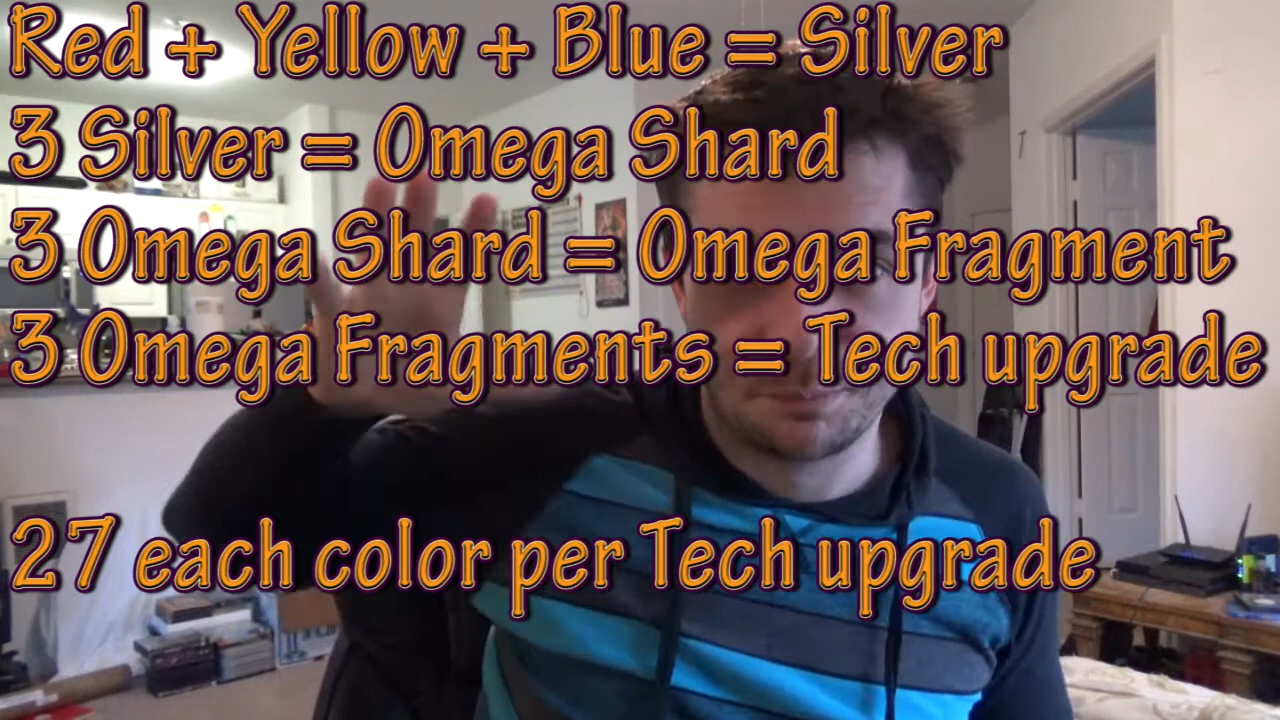 Red + Yellow + Blue = Silver
3 Silver = Omega Shard
3 Omega Shard = Omega Fragment
3 Omega Fragments = Tech upgrade
27 each color per Tech upgrade